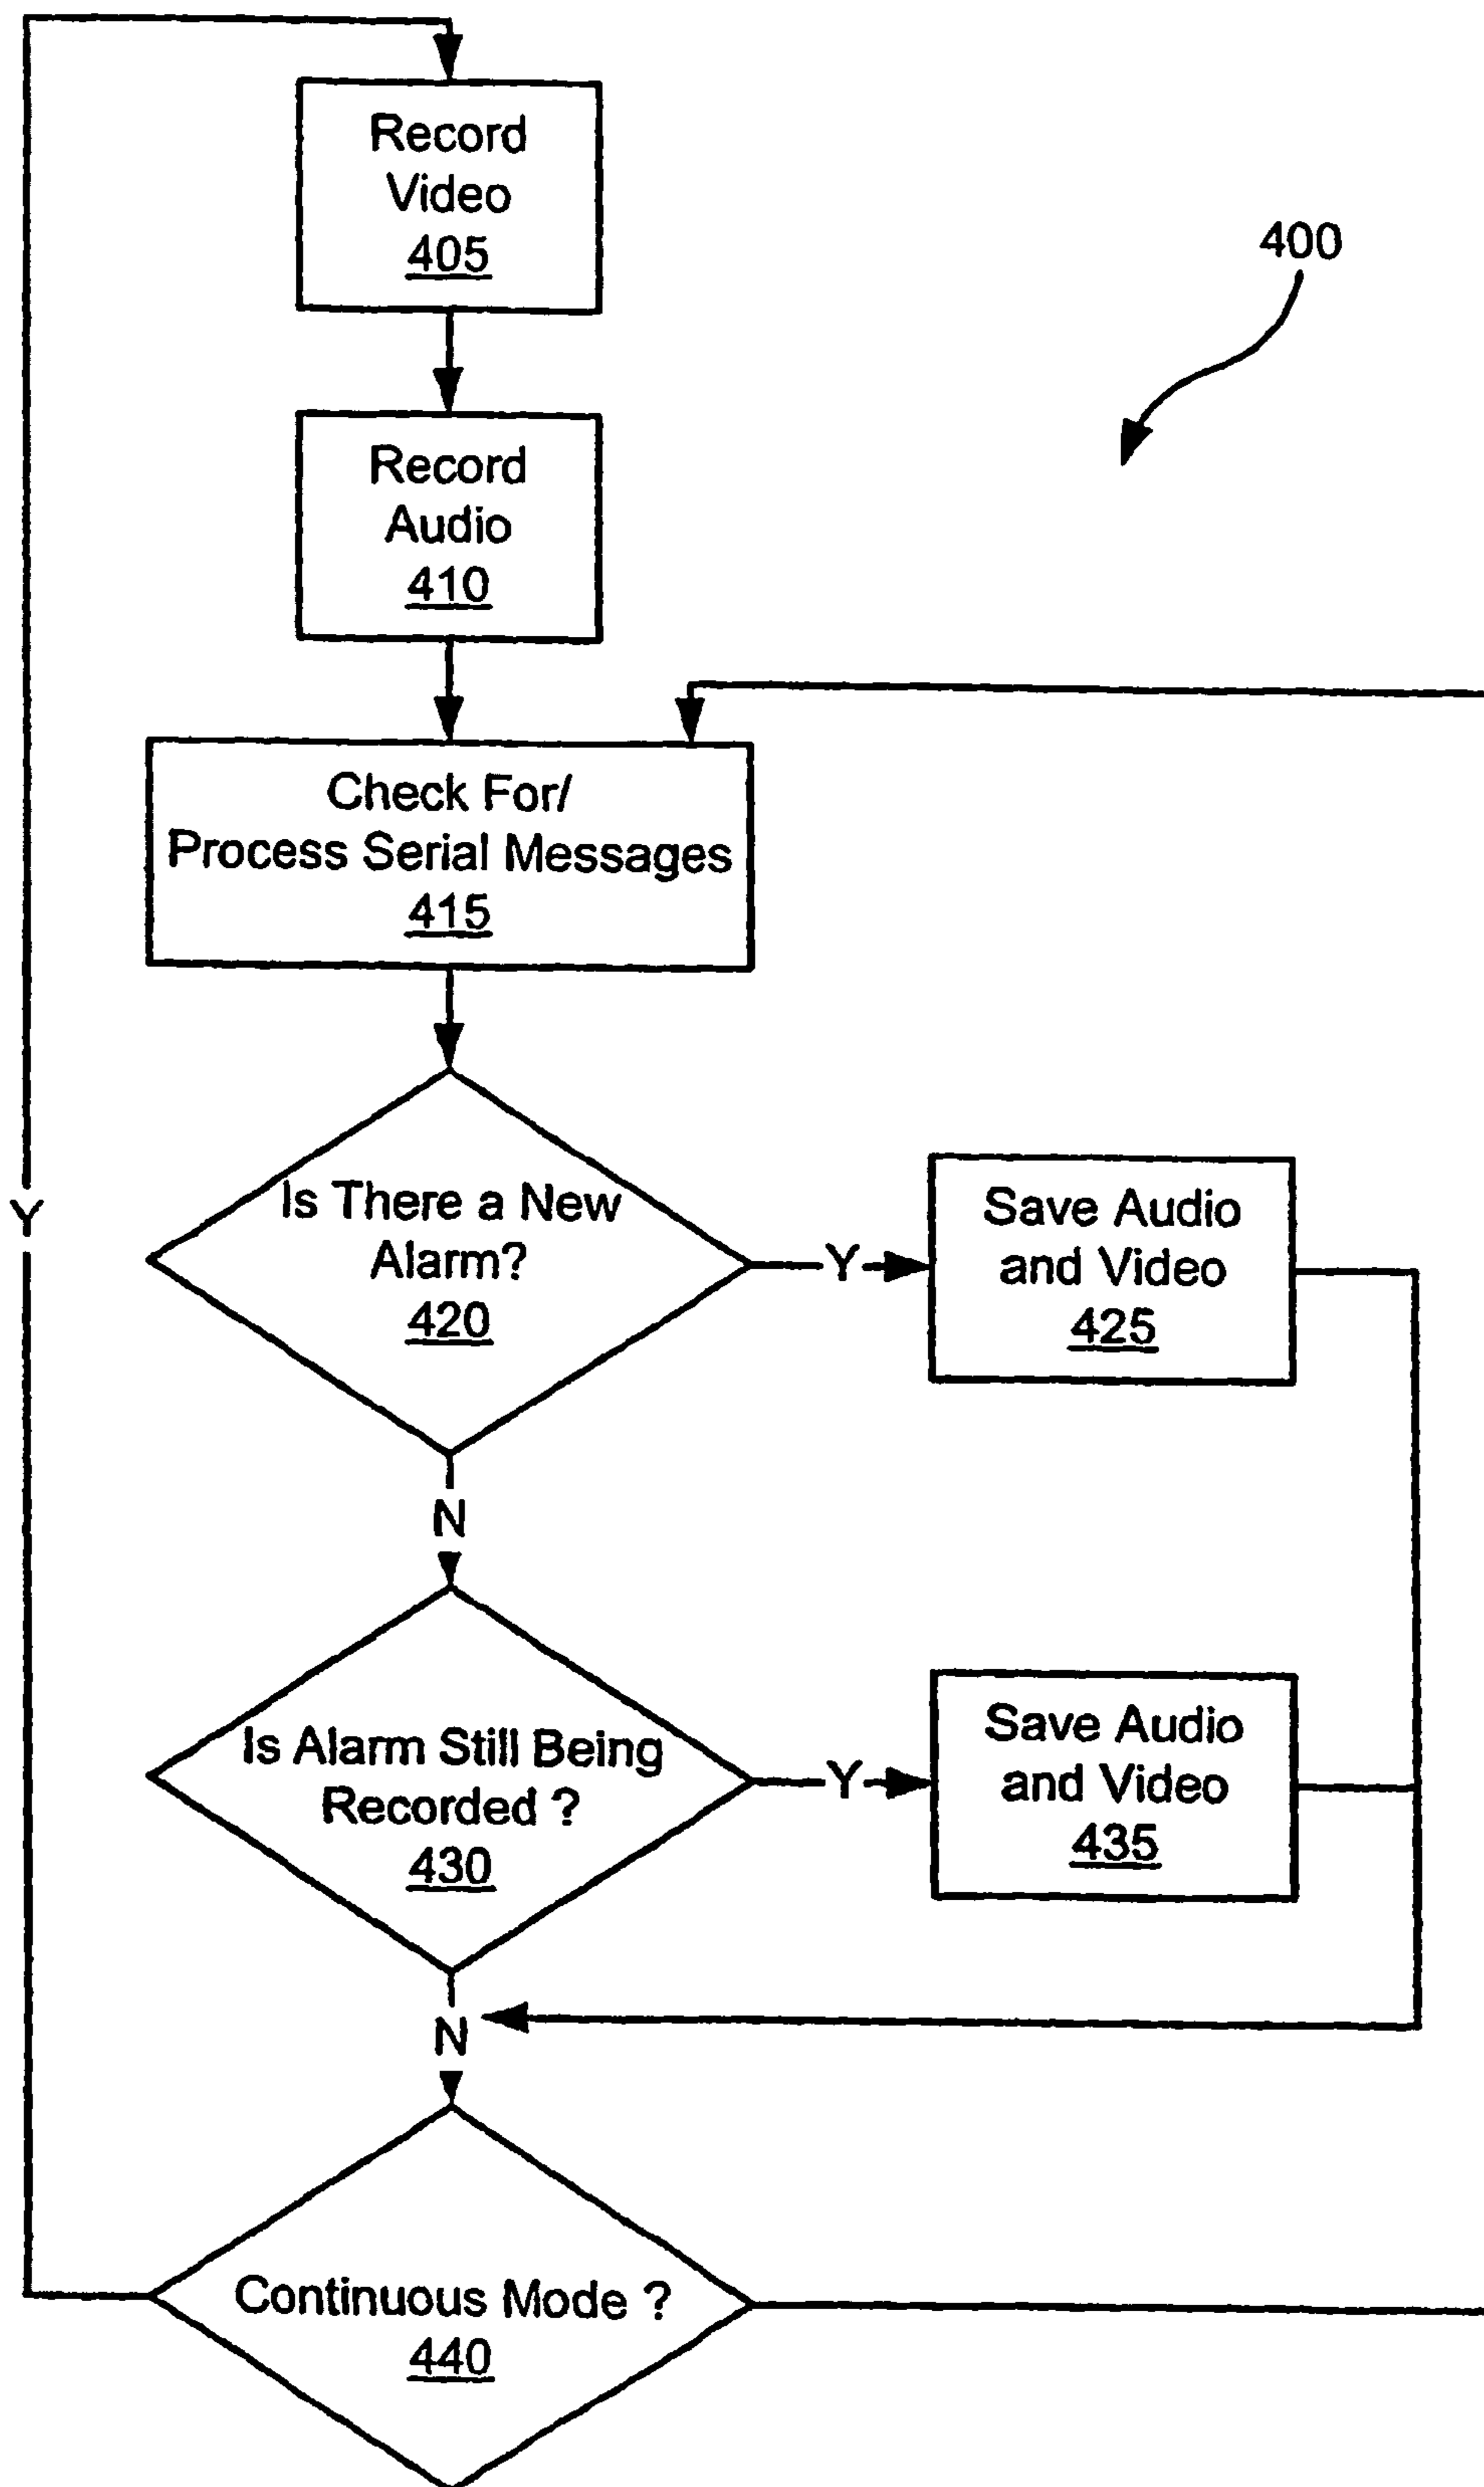 Record
Video
405
400
Record
Audio
410
Check For/
Process Serial Messages
415
Is There a New
Alarm?
420
Y
Save Audio
and Video
425
Y
N
Is Alarm Still Being
Recorded ?
430
Y
Save Audio
and Video
435
N
Continuous Mode ?
440